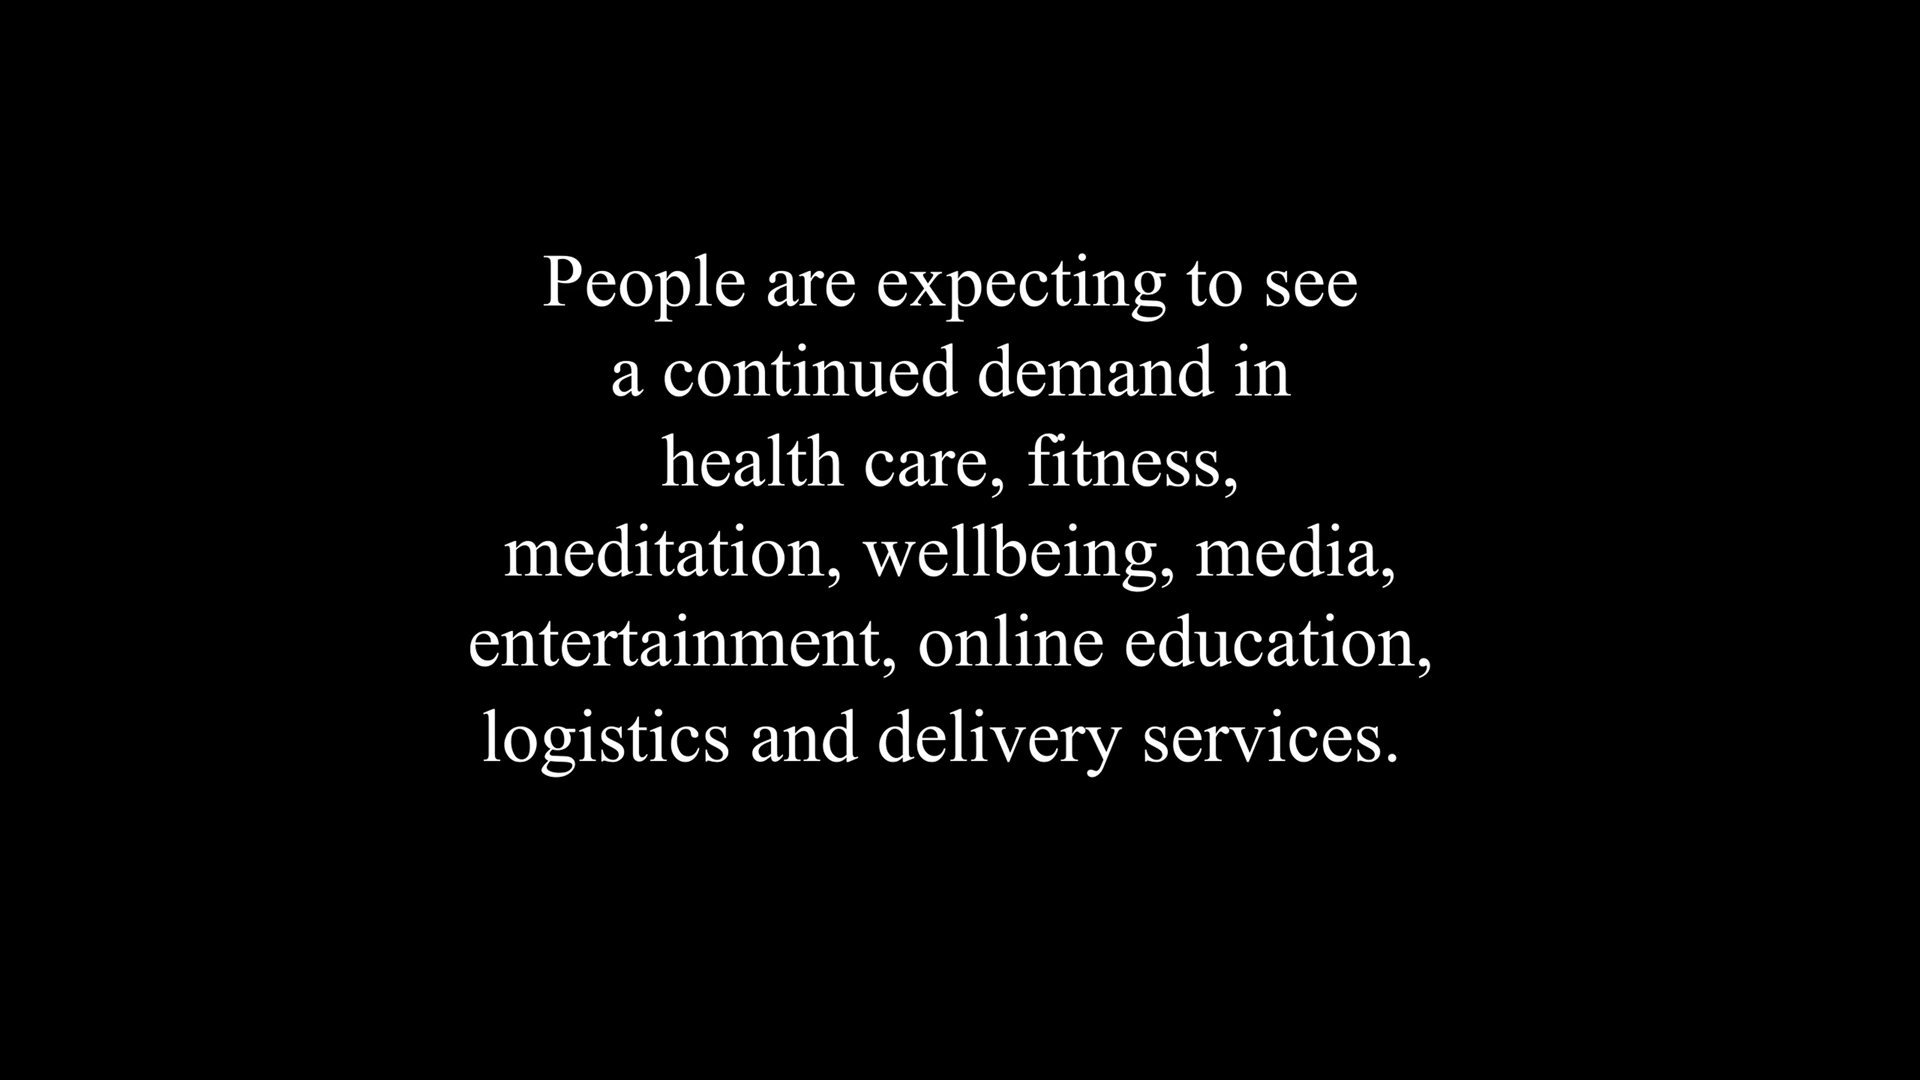 People are expecting to see
a continued demand in
health care, fitness,
meditation, wellbeing, media,
entertainment, online education,
logistics and delivery services.